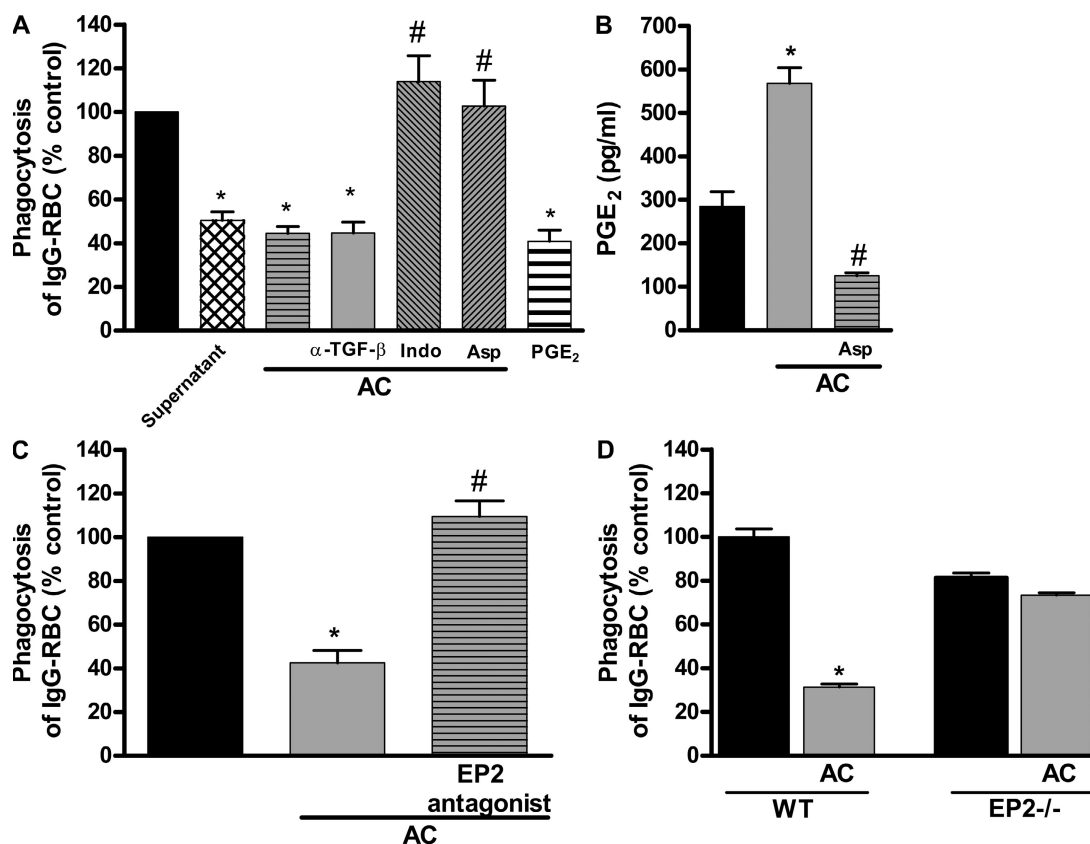 A
Phagocytosis
of IgG-RBC (% control)
140
120
100
80
60
40
20
0
*
*
*
#
#
*
Supernatant
α-TGF-β
Indo
Asp
PGE₂
AC
B
PGE₂ (pg/ml)
700
600
500
400
300
200
100
0
*
#
Asp
AC
C
Phagocytosis
of IgG-RBC (% control)
140
120
100
80
60
40
20
0
*
#
EP2
antagonist
AC
D
Phagocytosis
of IgG-RBC (% control)
140
120
100
80
60
40
20
0
*
AC
AC
WT
EP2-/-